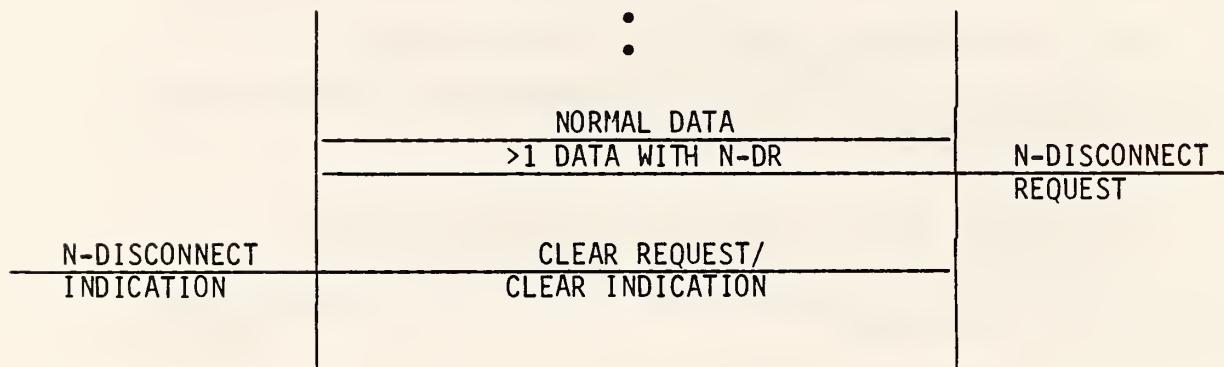 NORMAL DATA
>1 DATA WITH N-DR
N-DISCONNECT
REQUEST
N-DISCONNECT
INDICATION
CLEAR REQUEST/
CLEAR INDICATION